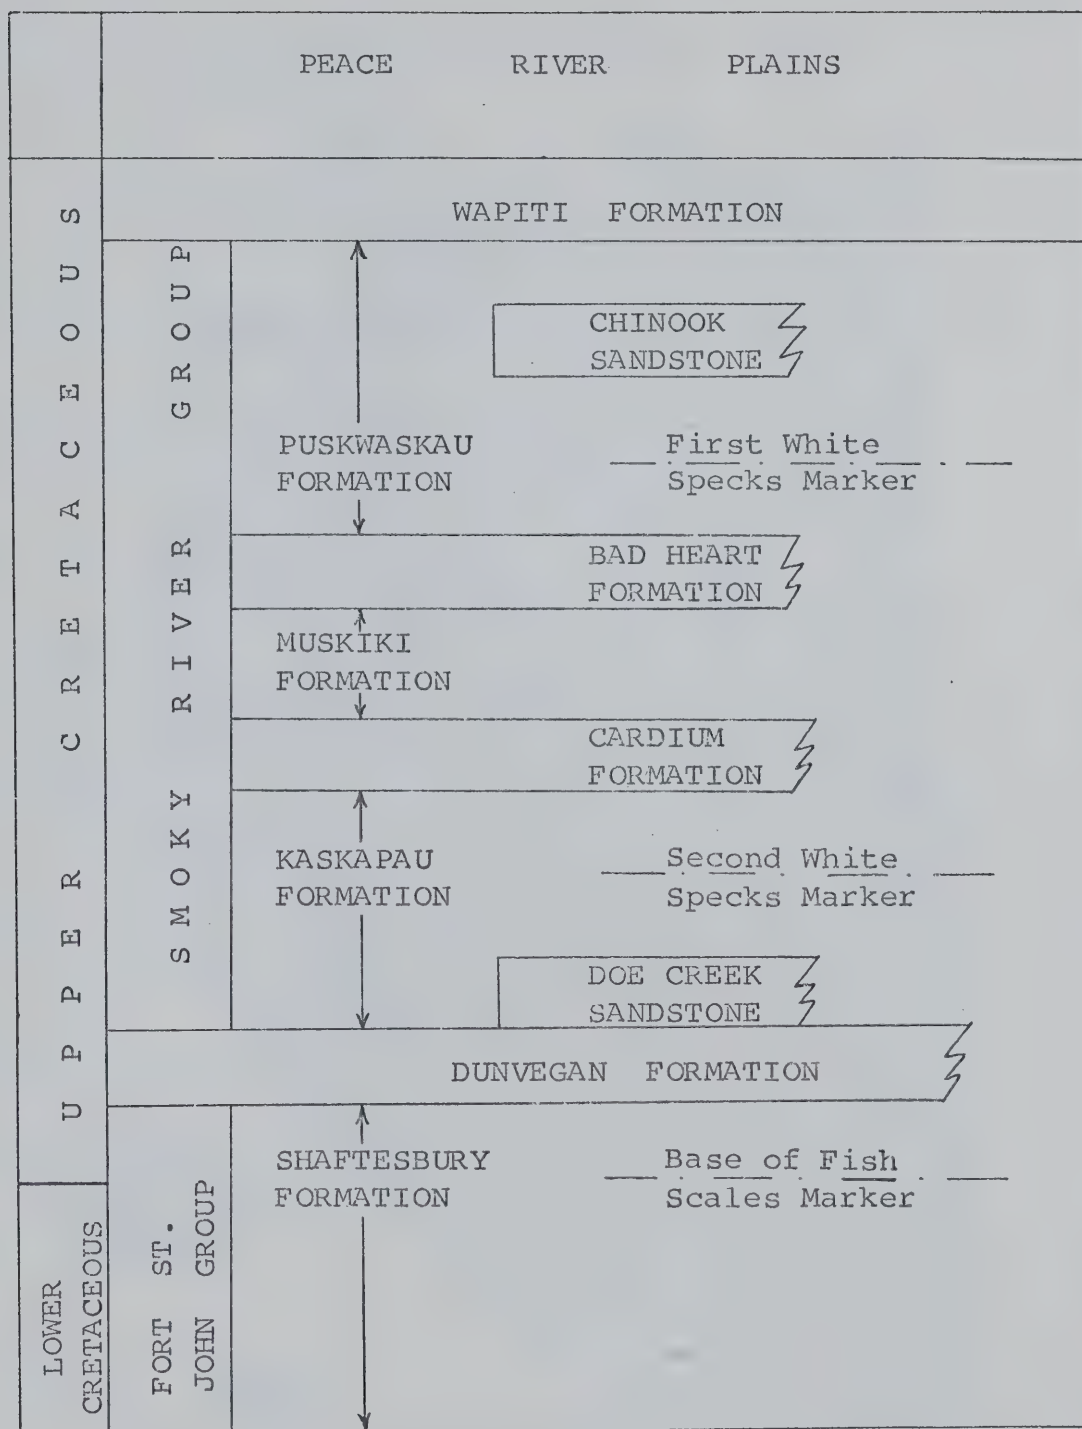 PEACE RIVER PLAINS
UPPER CRETACEOUS
WAPITI FORMATION
SMOKY RIVER GROUP
CHINOOK
SANDSTONE
PUSKWASKAU
FORMATION
First White
Specks Marker
BAD HEART
FORMATION
MUSKIKI
FORMATION
CARDIUM
FORMATION
KASKAPAU
FORMATION
Second White
Specks Marker
DOE CREEK
SANDSTONE
DUNVEGAN FORMATION
SHAFTESBURY
FORMATION
Base of Fish
Scales Marker
LOWER
CRETACEOUS
FORT ST.
JOHN GROUP